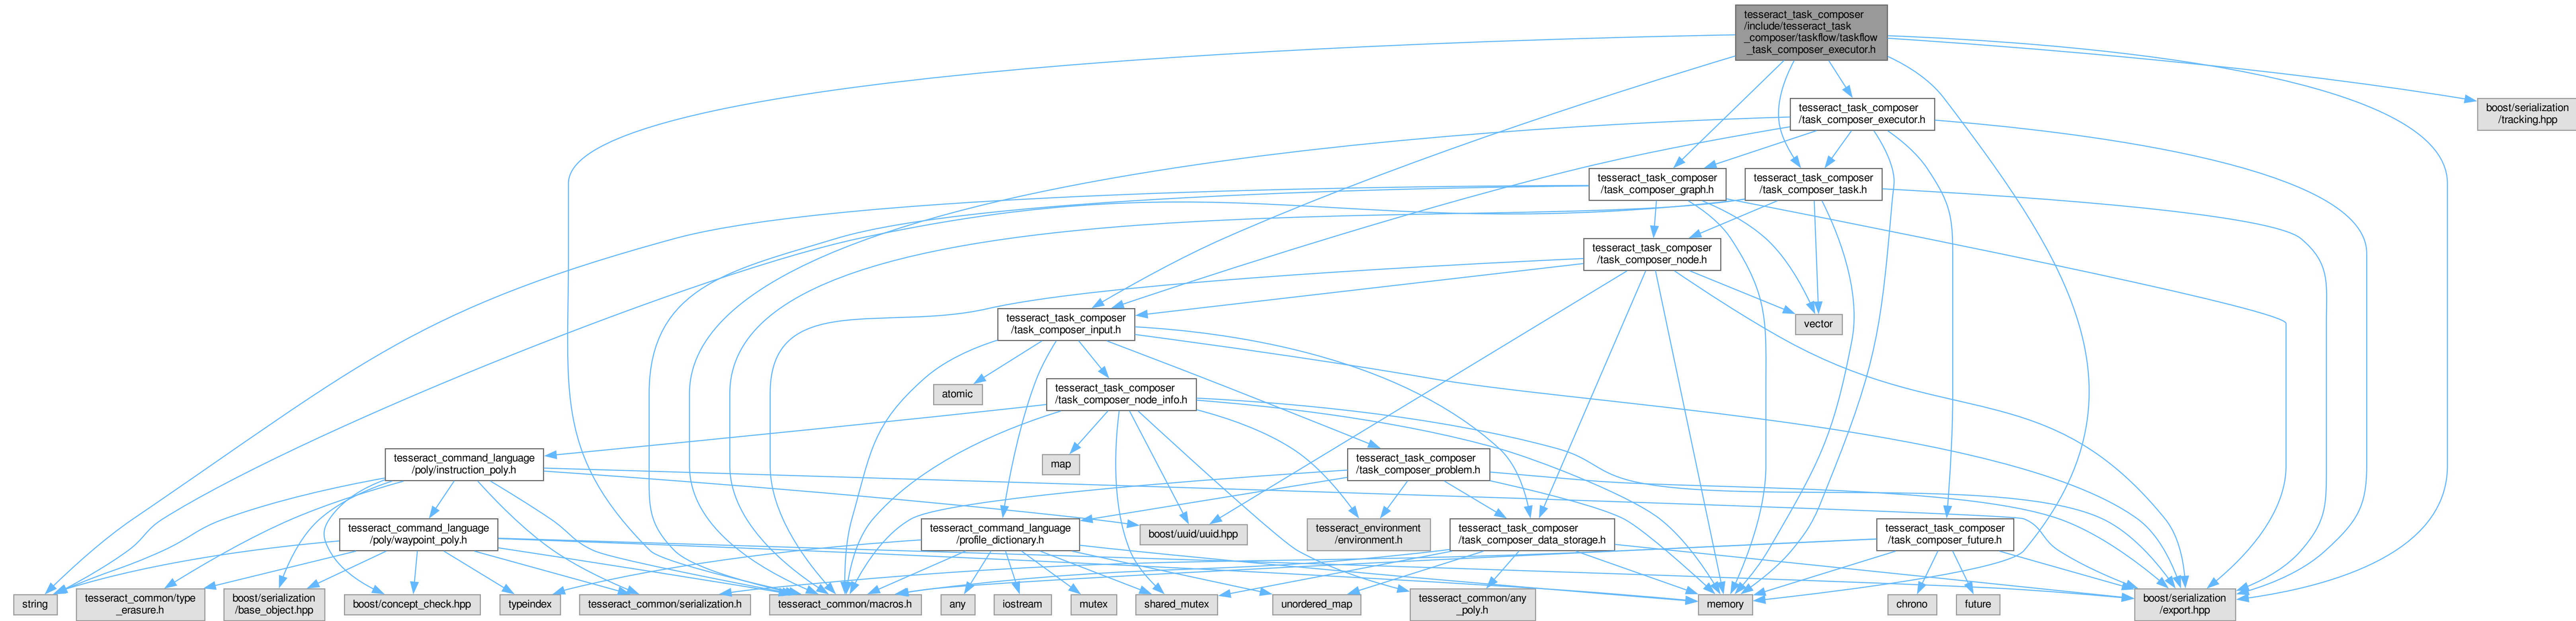 tesseract_task_composer
/include/tesseract_task
_composer/taskflow/taskflow
_task_composer_executor.h
tesseract_task_composer
/task_composer_executor.h
boost/serialization
/tracking.hpp
tesseract_task_composer
/task_composer_graph.h
tesseract_task_composer
/task_composer_task.h
tesseract_task_composer
/task_composer_node.h
tesseract_task_composer
/task_composer_input.h
vector
atomic
tesseract_task_composer
/task_composer_node_info.h
tesseract_command_language
/poly/instruction_poly.h
map
tesseract_task_composer
/task_composer_problem.h
tesseract_command_language
/poly/waypoint_poly.h
tesseract_command_language
/profile_dictionary.h
boost/uuid/uuid.hpp
tesseract_environment
/environment.h
tesseract_task_composer
/task_composer_data_storage.h
tesseract_task_composer
/task_composer_future.h
string
tesseract_common/type
_erasure.h
boost/serialization
/base_object.hpp
boost/concept_check.hpp
typeindex
tesseract_common/serialization.h
tesseract_common/macros.h
any
iostream
mutex
shared_mutex
unordered_map
tesseract_common/any
_poly.h
memory
chrono
future
boost/serialization
/export.hpp